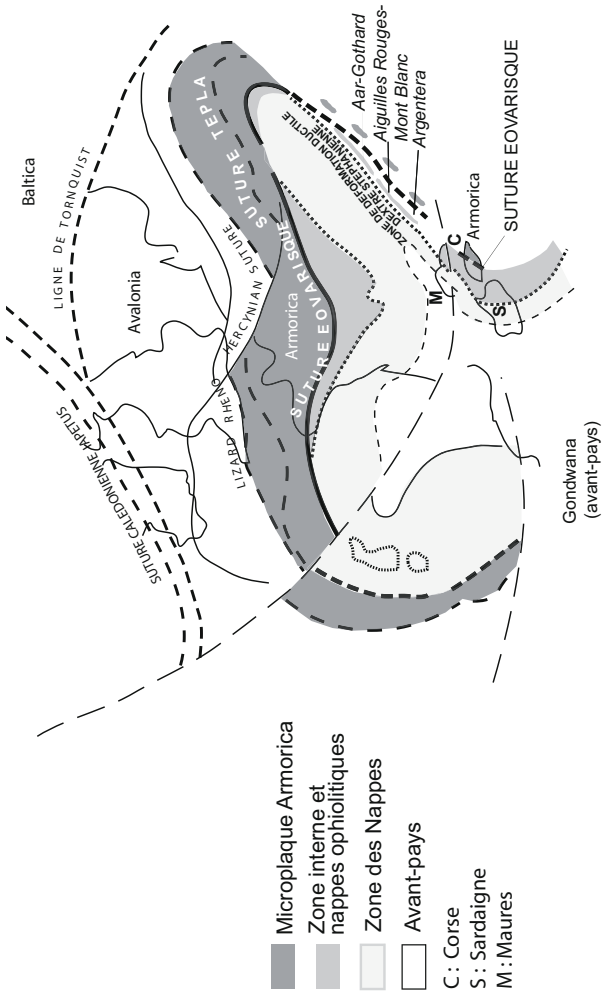 Baltica
LIGNE DE TORNQUIST
Avalonia
SUTURE CALEDONIENNE IAPETUS
LIZARD RHENO HERCYNIAN SUTURE
SUTURE TEPLA
Armorica
SUTURE EOVARISQUE
ZONE DE DEFORMATION DUCTILE
DEXTRE STEPHANIENNE
Aar-Gothard
Aiguilles Rouges-
Mont Blanc
Argentera
M
C
S
Armorica
SUTURE EOVARISQUE
Gondwana
(avant-pays)
Microplaque Armorica
Zone interne et
nappes ophiolitiques
Zone des Nappes
Avant-pays
C : Corse
S : Sardaigne
M : Maures